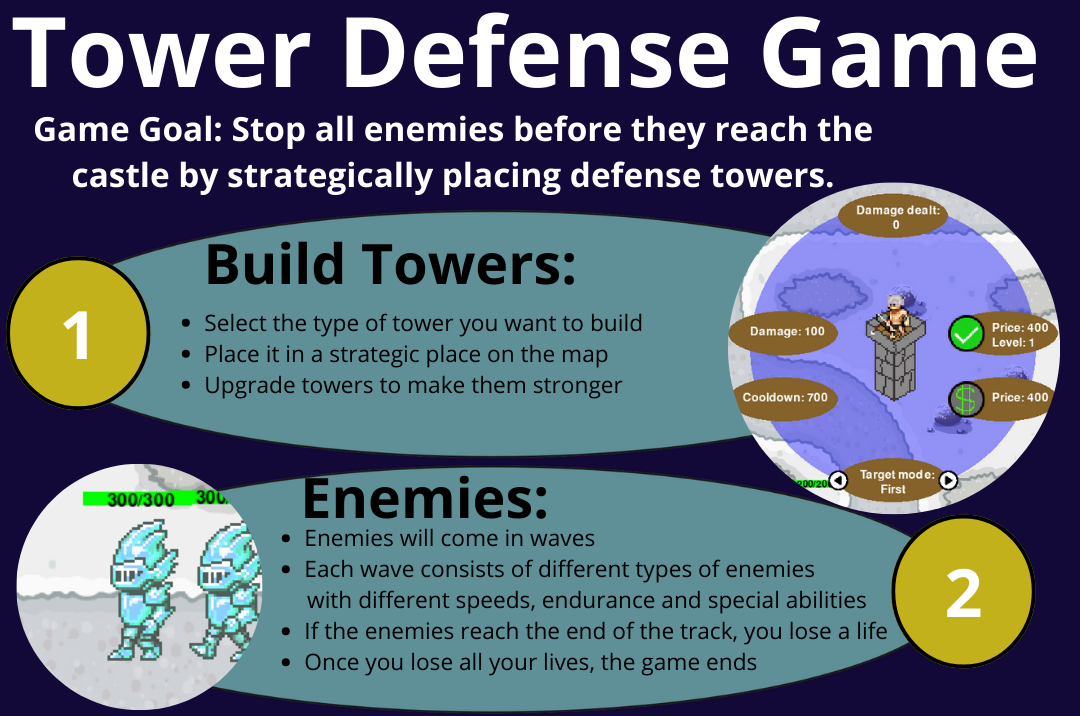 Tower Defense Game
Game Goal: Stop all enemies before they reach the
castle by strategically placing defense towers.
1
Build Towers:
• Select the type of tower you want to build
• Place it in a strategic place on the map
• Upgrade towers to make them stronger
Damage dealt:
0
Damage: 100
Price: 400
Level: 1
Cooldown: 700
$ Price: 400
Target mode:
First
300/300
Enemies:
• Enemies will come in waves
• Each wave consists of different types of enemies
with different speeds, endurance and special abilities
• If the enemies reach the end of the track, you lose a life
• Once you lose all your lives, the game ends
2